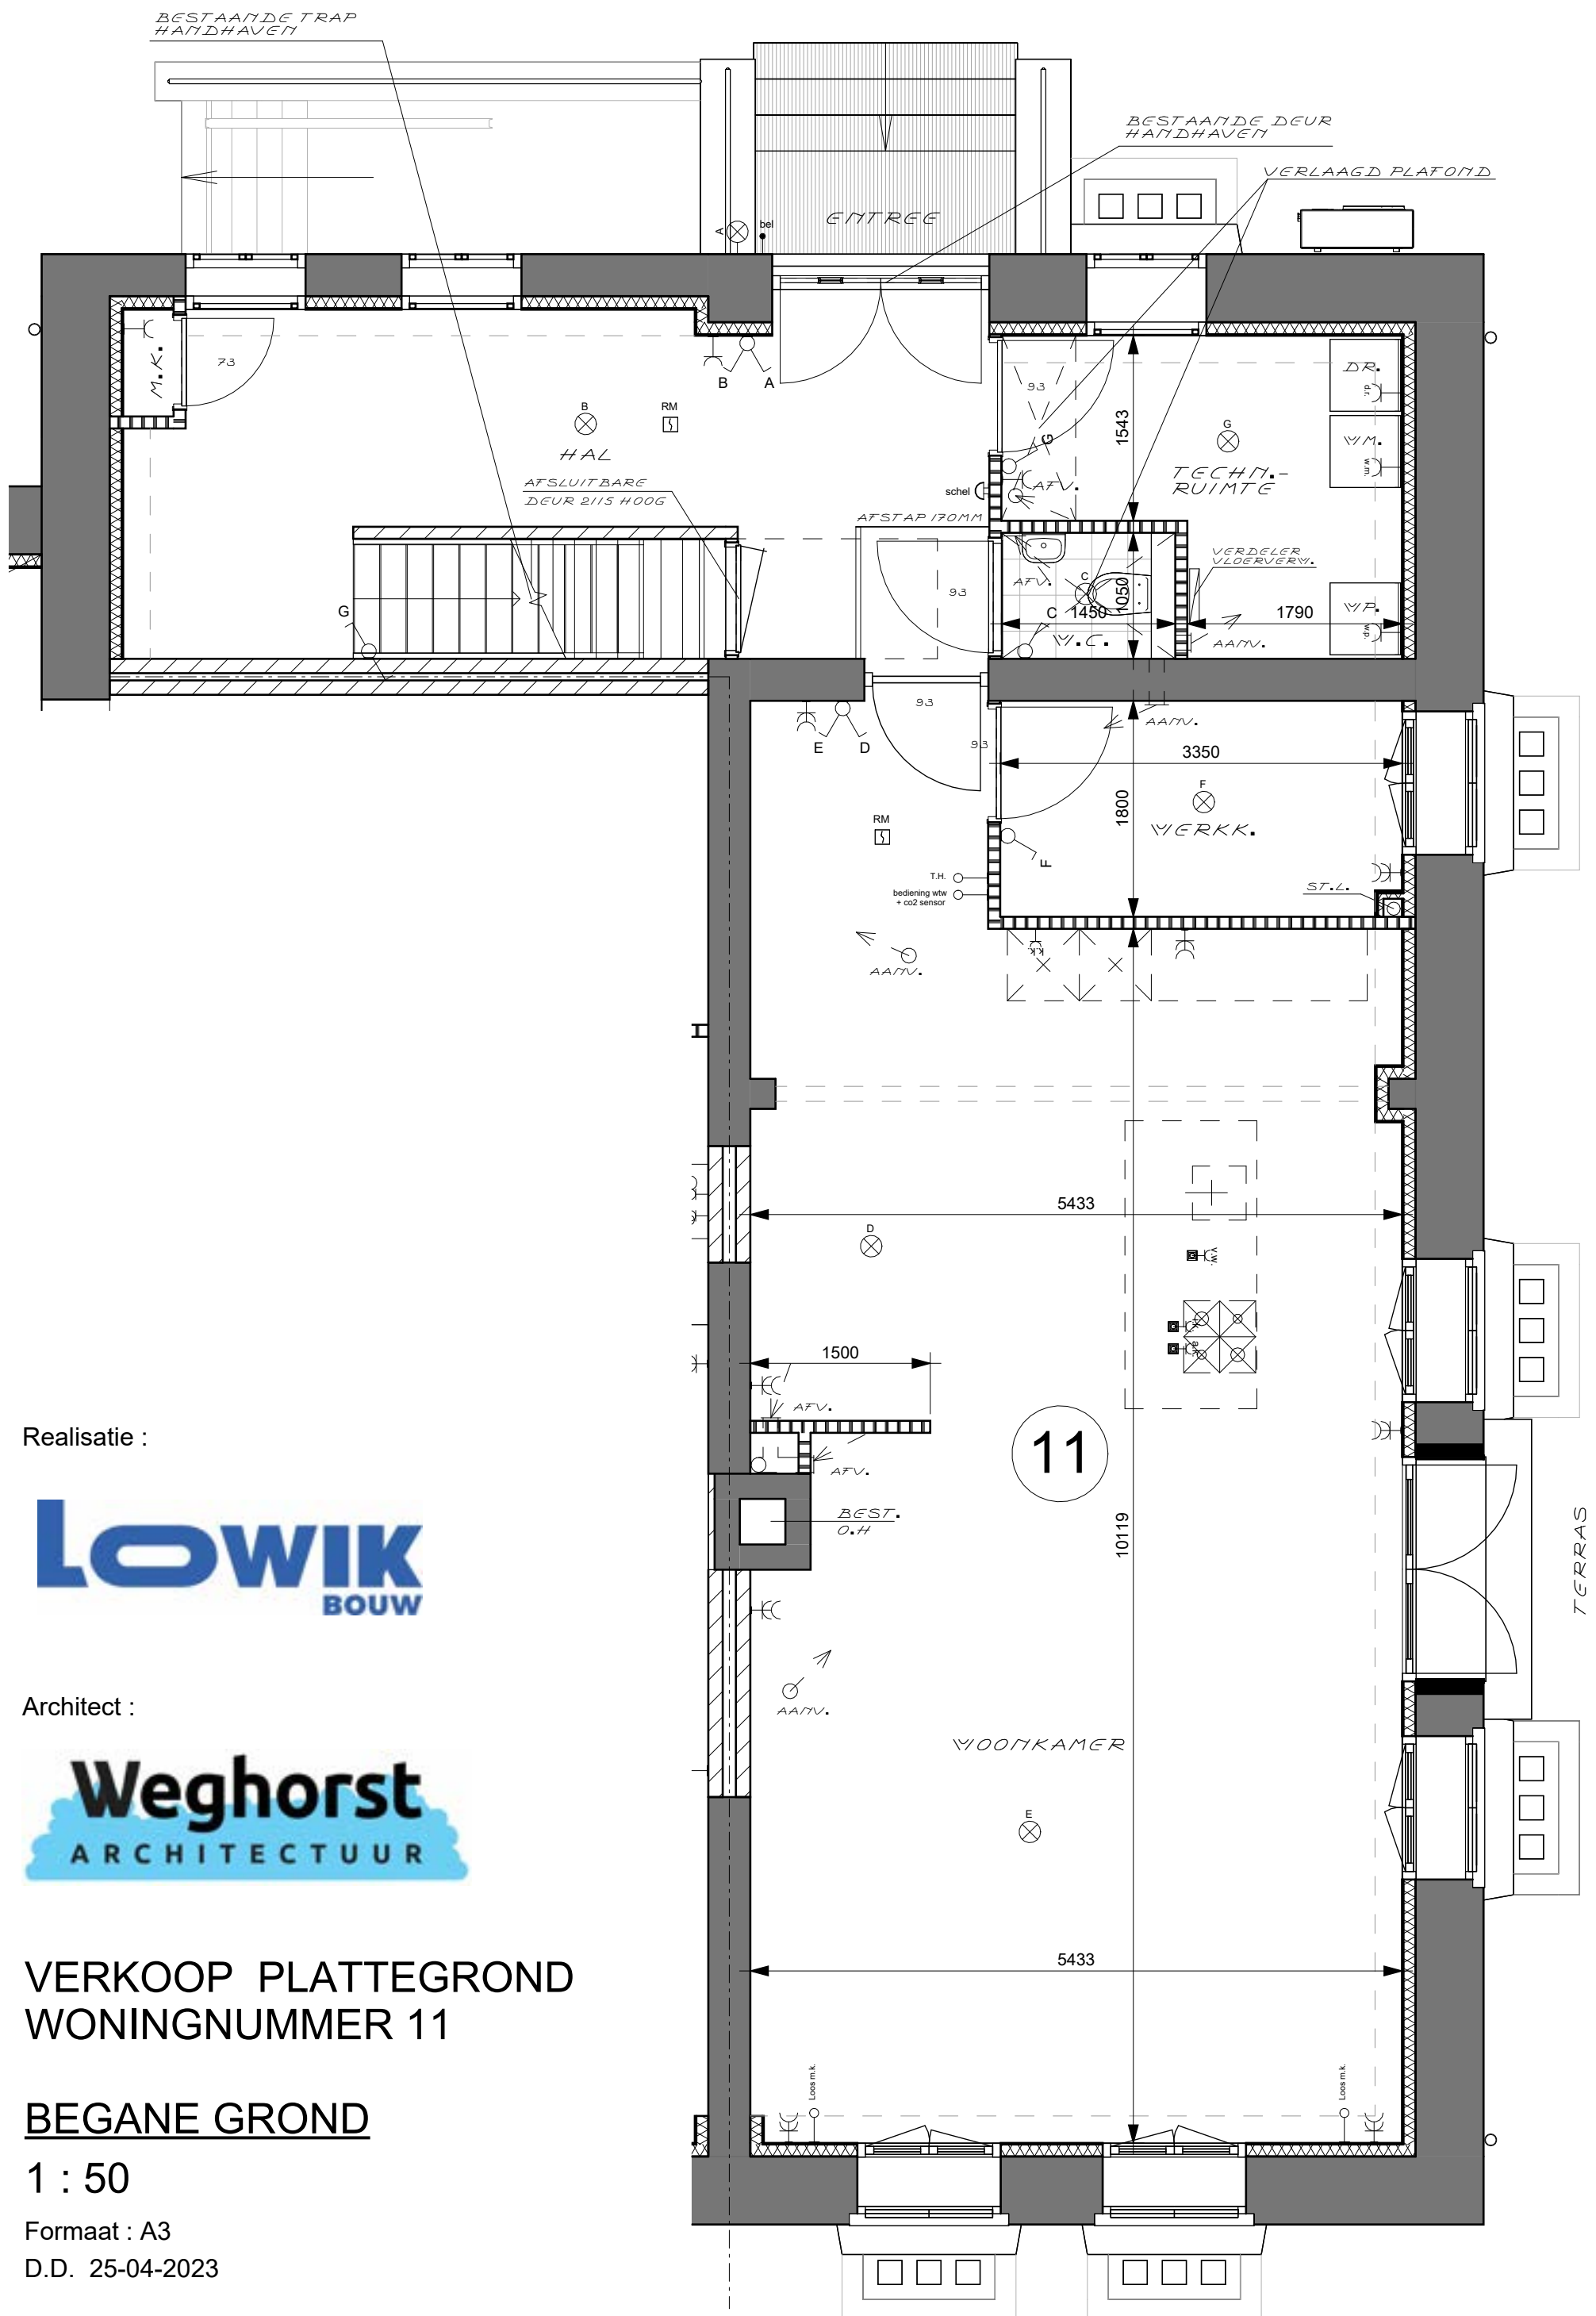 BESTAANDE TRAP
HANDHAVEN
BESTAANDE DEUR
HANDHAVEN
VERLAAGD PLAFOND
ENTREE
A
bel
M.K.
73
B
A
93
DR.
d.r.
B
RM
HAL
G
1543
G
W.M.
w.m.
TECHN.-
RUIMTE
AFSLUITBARE
DEUR 2115 HOOG
schel
AFV.
AFSTAP 170MM
VERDELER
VLOERVERW.
AFV.
C
1050
93
G
C
1450
1790
W.P.
w.p.
W.C.
AANV.
93
E
D
93
AANV.
3350
F
1800
WERKK.
RM
F
T.H.
bediening wtw
+ co2 sensor
ST.L.
k.k.
AANV.
5433
D
v.w.
1500
AFV.
11
AFV.
BEST.
O.H
10119
TERRAS
AANV.
WOONKAMER
E
5433
Loos m.k.
Loos m.k.
Realisatie :
LOWIK
BOUW
Architect :
Weghorst
ARCHITECTUUR
VERKOOP PLATTEGROND
WONINGNUMMER 11
BEGANE GROND
1 : 50
Formaat : A3
D.D. 25-04-2023